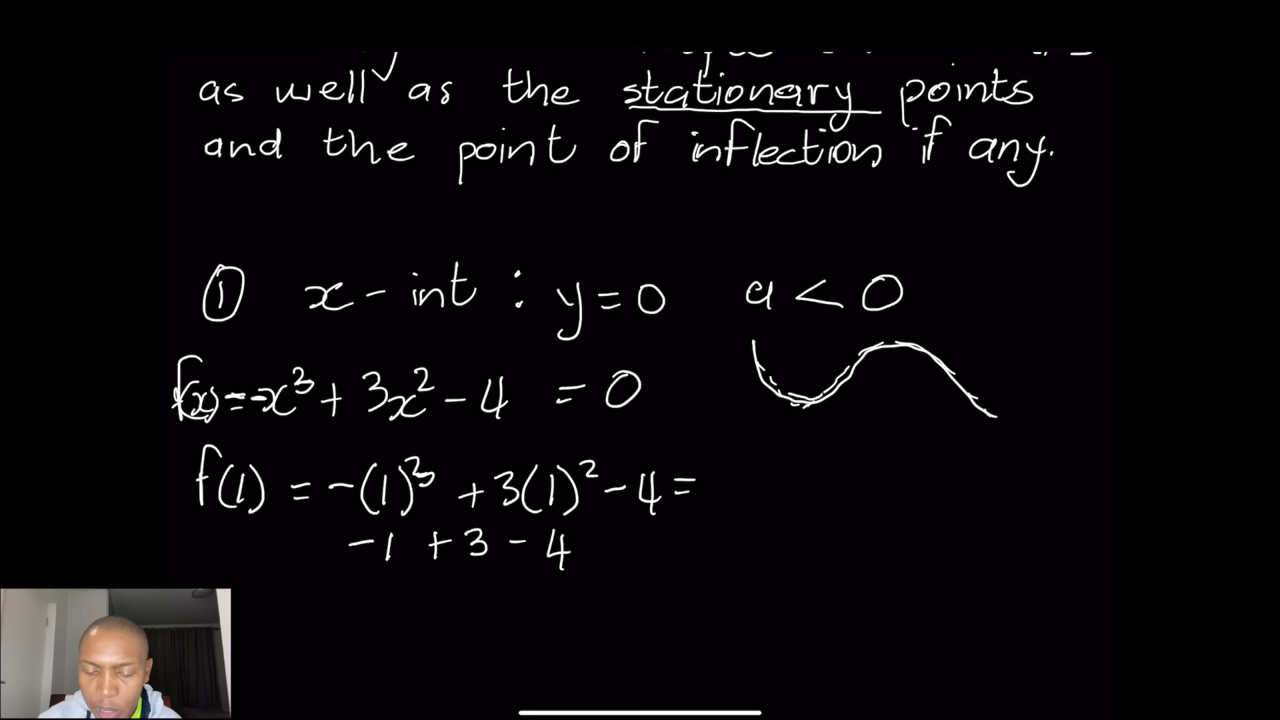 as well as the stationary points
and the point of inflection if any.
① x-int : y=0 a < 0
f(x) = -x³ + 3x² - 4 = 0
f(1) = -(1)³ + 3(1)² - 4 =
-1 + 3 - 4